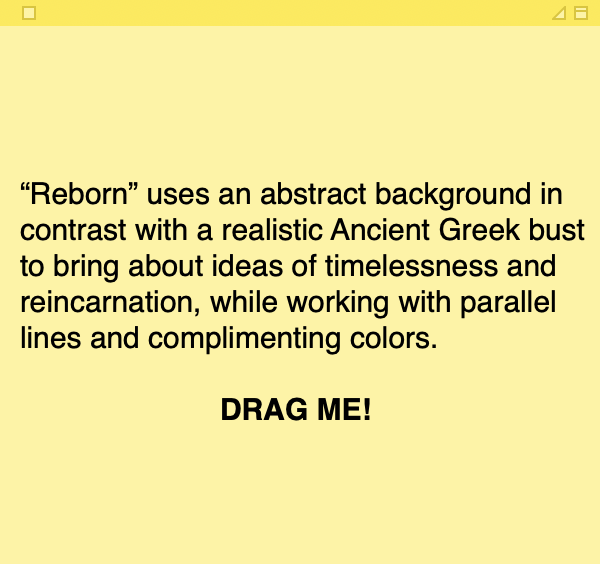 “Reborn” uses an abstract background in
contrast with a realistic Ancient Greek bust
to bring about ideas of timelessness and
reincarnation, while working with parallel
lines and complimenting colors.
DRAG ME!